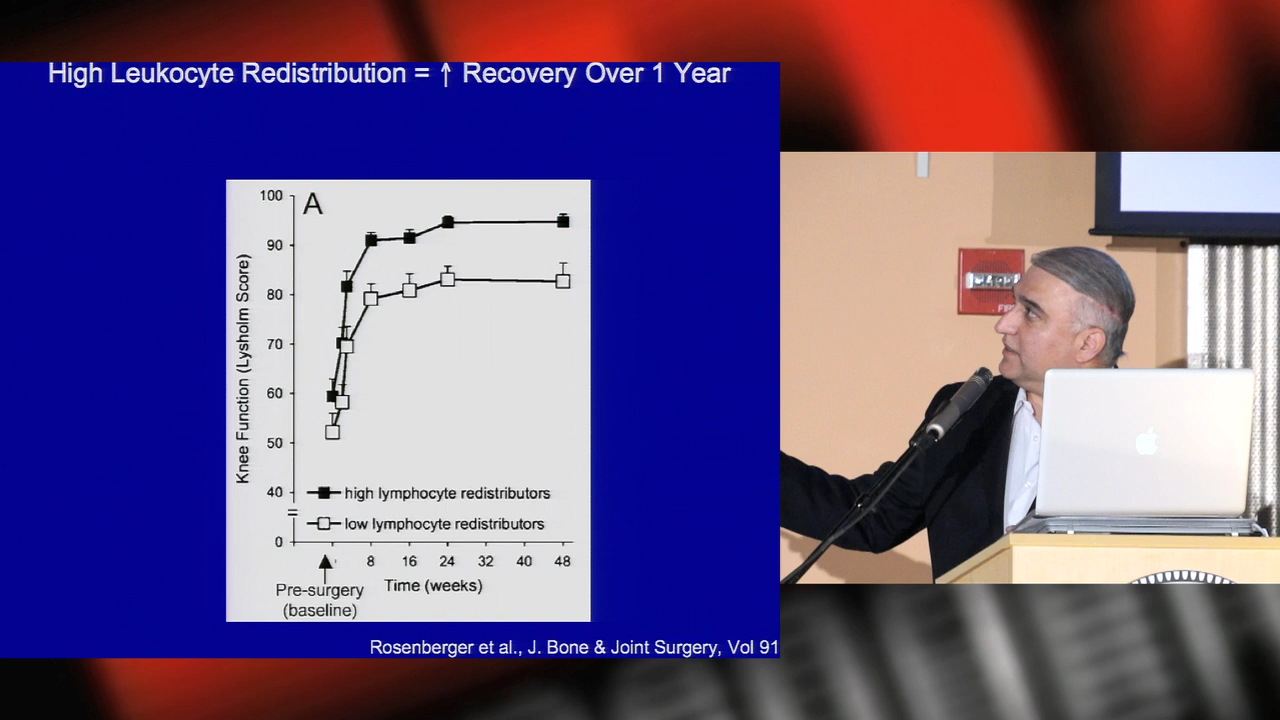 High Leukocyte Redistribution = ↑ Recovery Over 1 Year
A
100
90
80
70
60
50
40
0
Knee Function (Lysholm Score)
high lymphocyte redistributors
low lymphocyte redistributors
8 16 24 32 40 48
Time (weeks)
Pre-surgery
(baseline)
Rosenberger et al., J. Bone & Joint Surgery, Vol 91